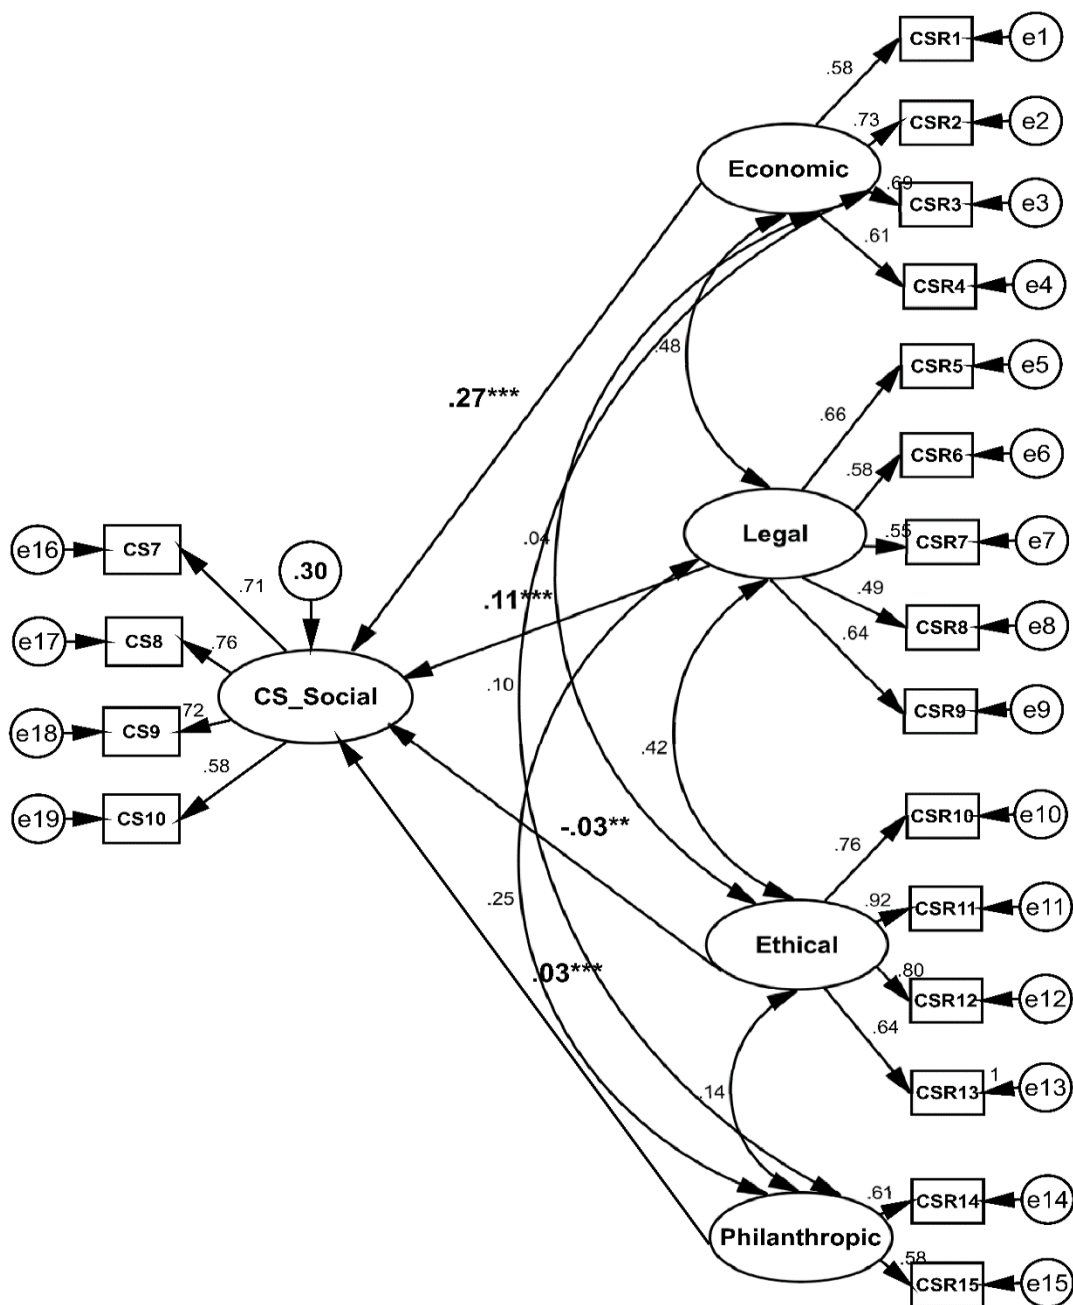 CSR1
e1
.58
CSR2
e2
.73
Economic
.69
CSR3
e3
.61
CSR4
e4
.48
CSR5
e5
.27***
.66
CSR6
e6
.58
Legal
.55
CSR7
e7
e16
CS7
.04
.71
.30
.11***
.49
CSR8
e8
e17
CS8
.76
.64
CS_Social
.10
CSR9
e9
e18
CS9
72
.42
.58
e19
CS10
-.03**
.76
CSR10
e10
.25
.92
CSR11
e11
Ethical
.03***
.80
CSR12
e12
.64
.14
CSR13
1
e13
.61
CSR14
e14
Philanthropic
.58
CSR15
e15